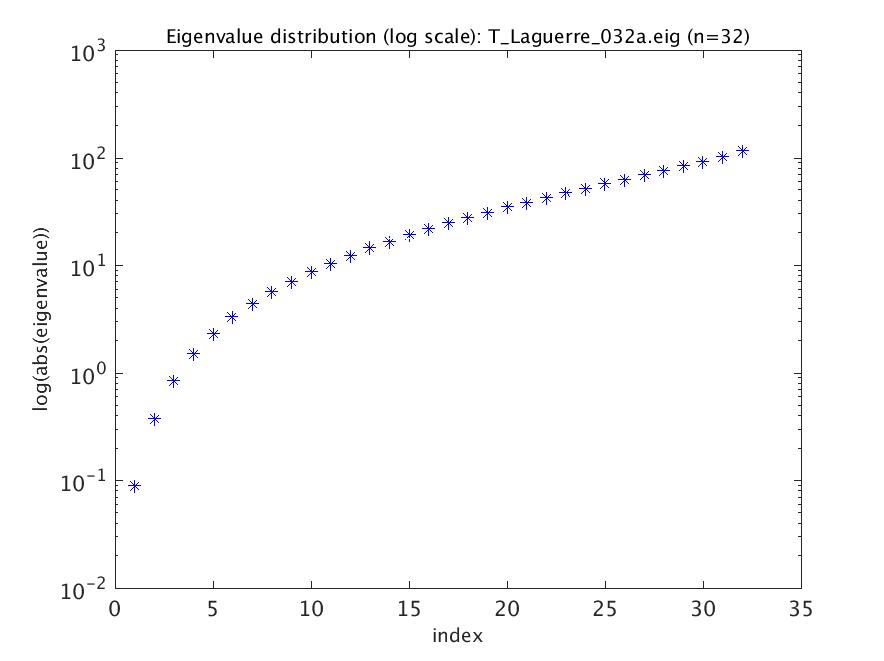 Eigenvalue distribution (log scale): T_Laguerre_032a.eig (n=32)
10^3
10^2
10^1
10^0
10^-1
10^-2
log(abs(eigenvalue))
0 5 10 15 20 25 30 35
index